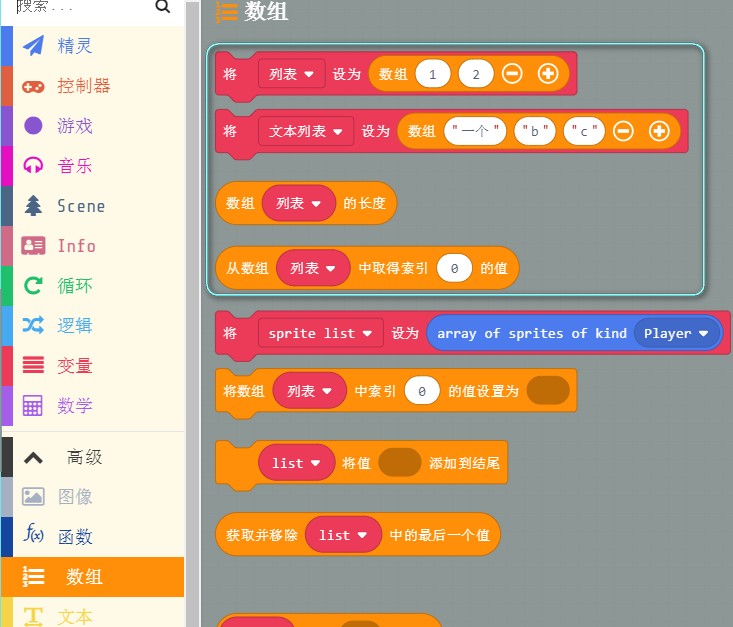 搜索...
精灵
控制器
游戏
音乐
Scene
Info
循环
逻辑
变量
数学
高级
图像
函数
数组
文本
数组
将 列表 设为 数组 1 2
将 文本列表 设为 数组 "一个" "b" "c"
数组 列表 的长度
从数组 列表 中取得索引 0 的值
将 sprite list 设为 array of sprites of kind Player
将数组 列表 中索引 0 的值设置为
list 将值 添加到结尾
获取并移除 list 中的最后一个值